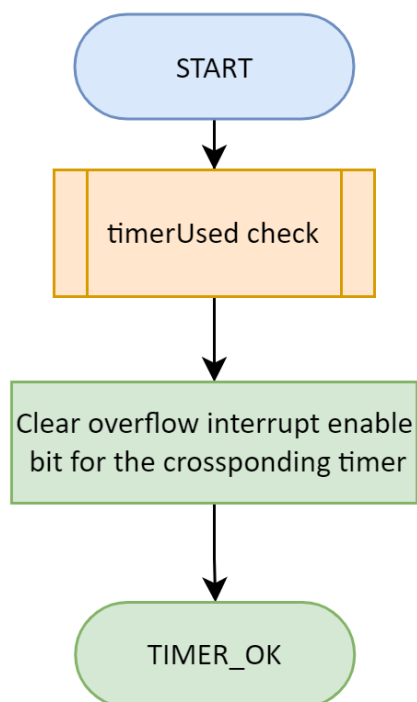 START
timerUsed check
Clear overflow interrupt enable
bit for the crossponding timer
TIMER_OK